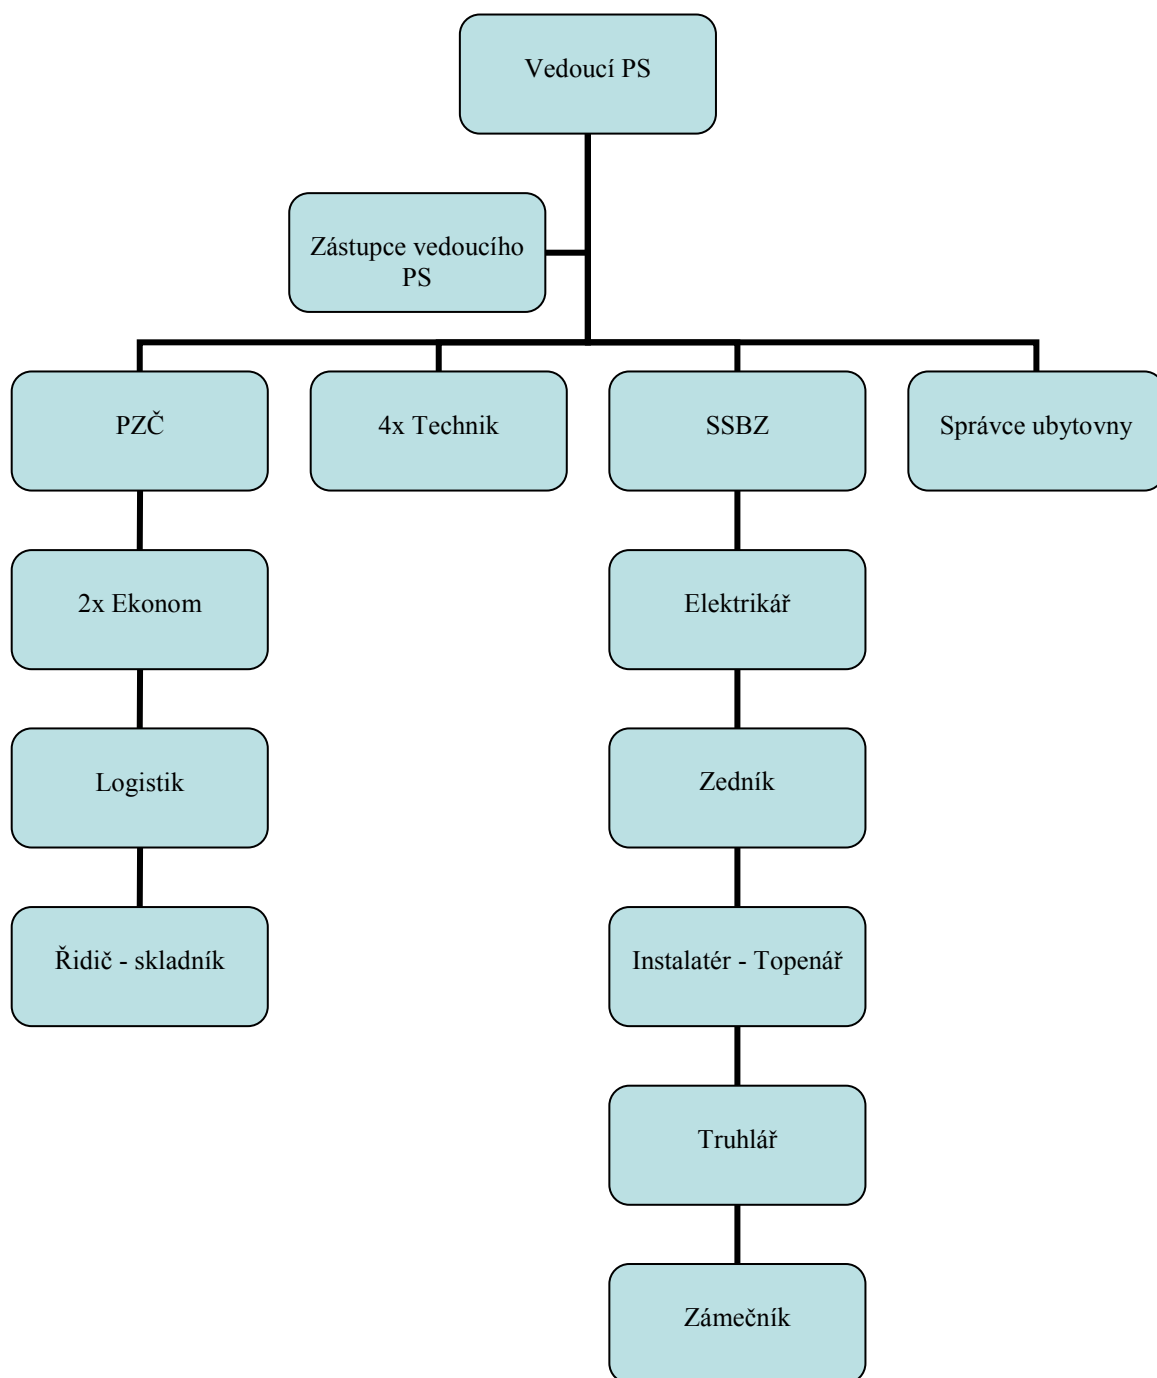 Vedoucí PS
Zástupce vedoucího
PS
PZČ
4x Technik
SSBZ
Správce ubytovny
2x Ekonom
Elektrikář
Logistik
Zedník
Řidič - skladník
Instalatér - Topenář
Truhlář
Zámečník